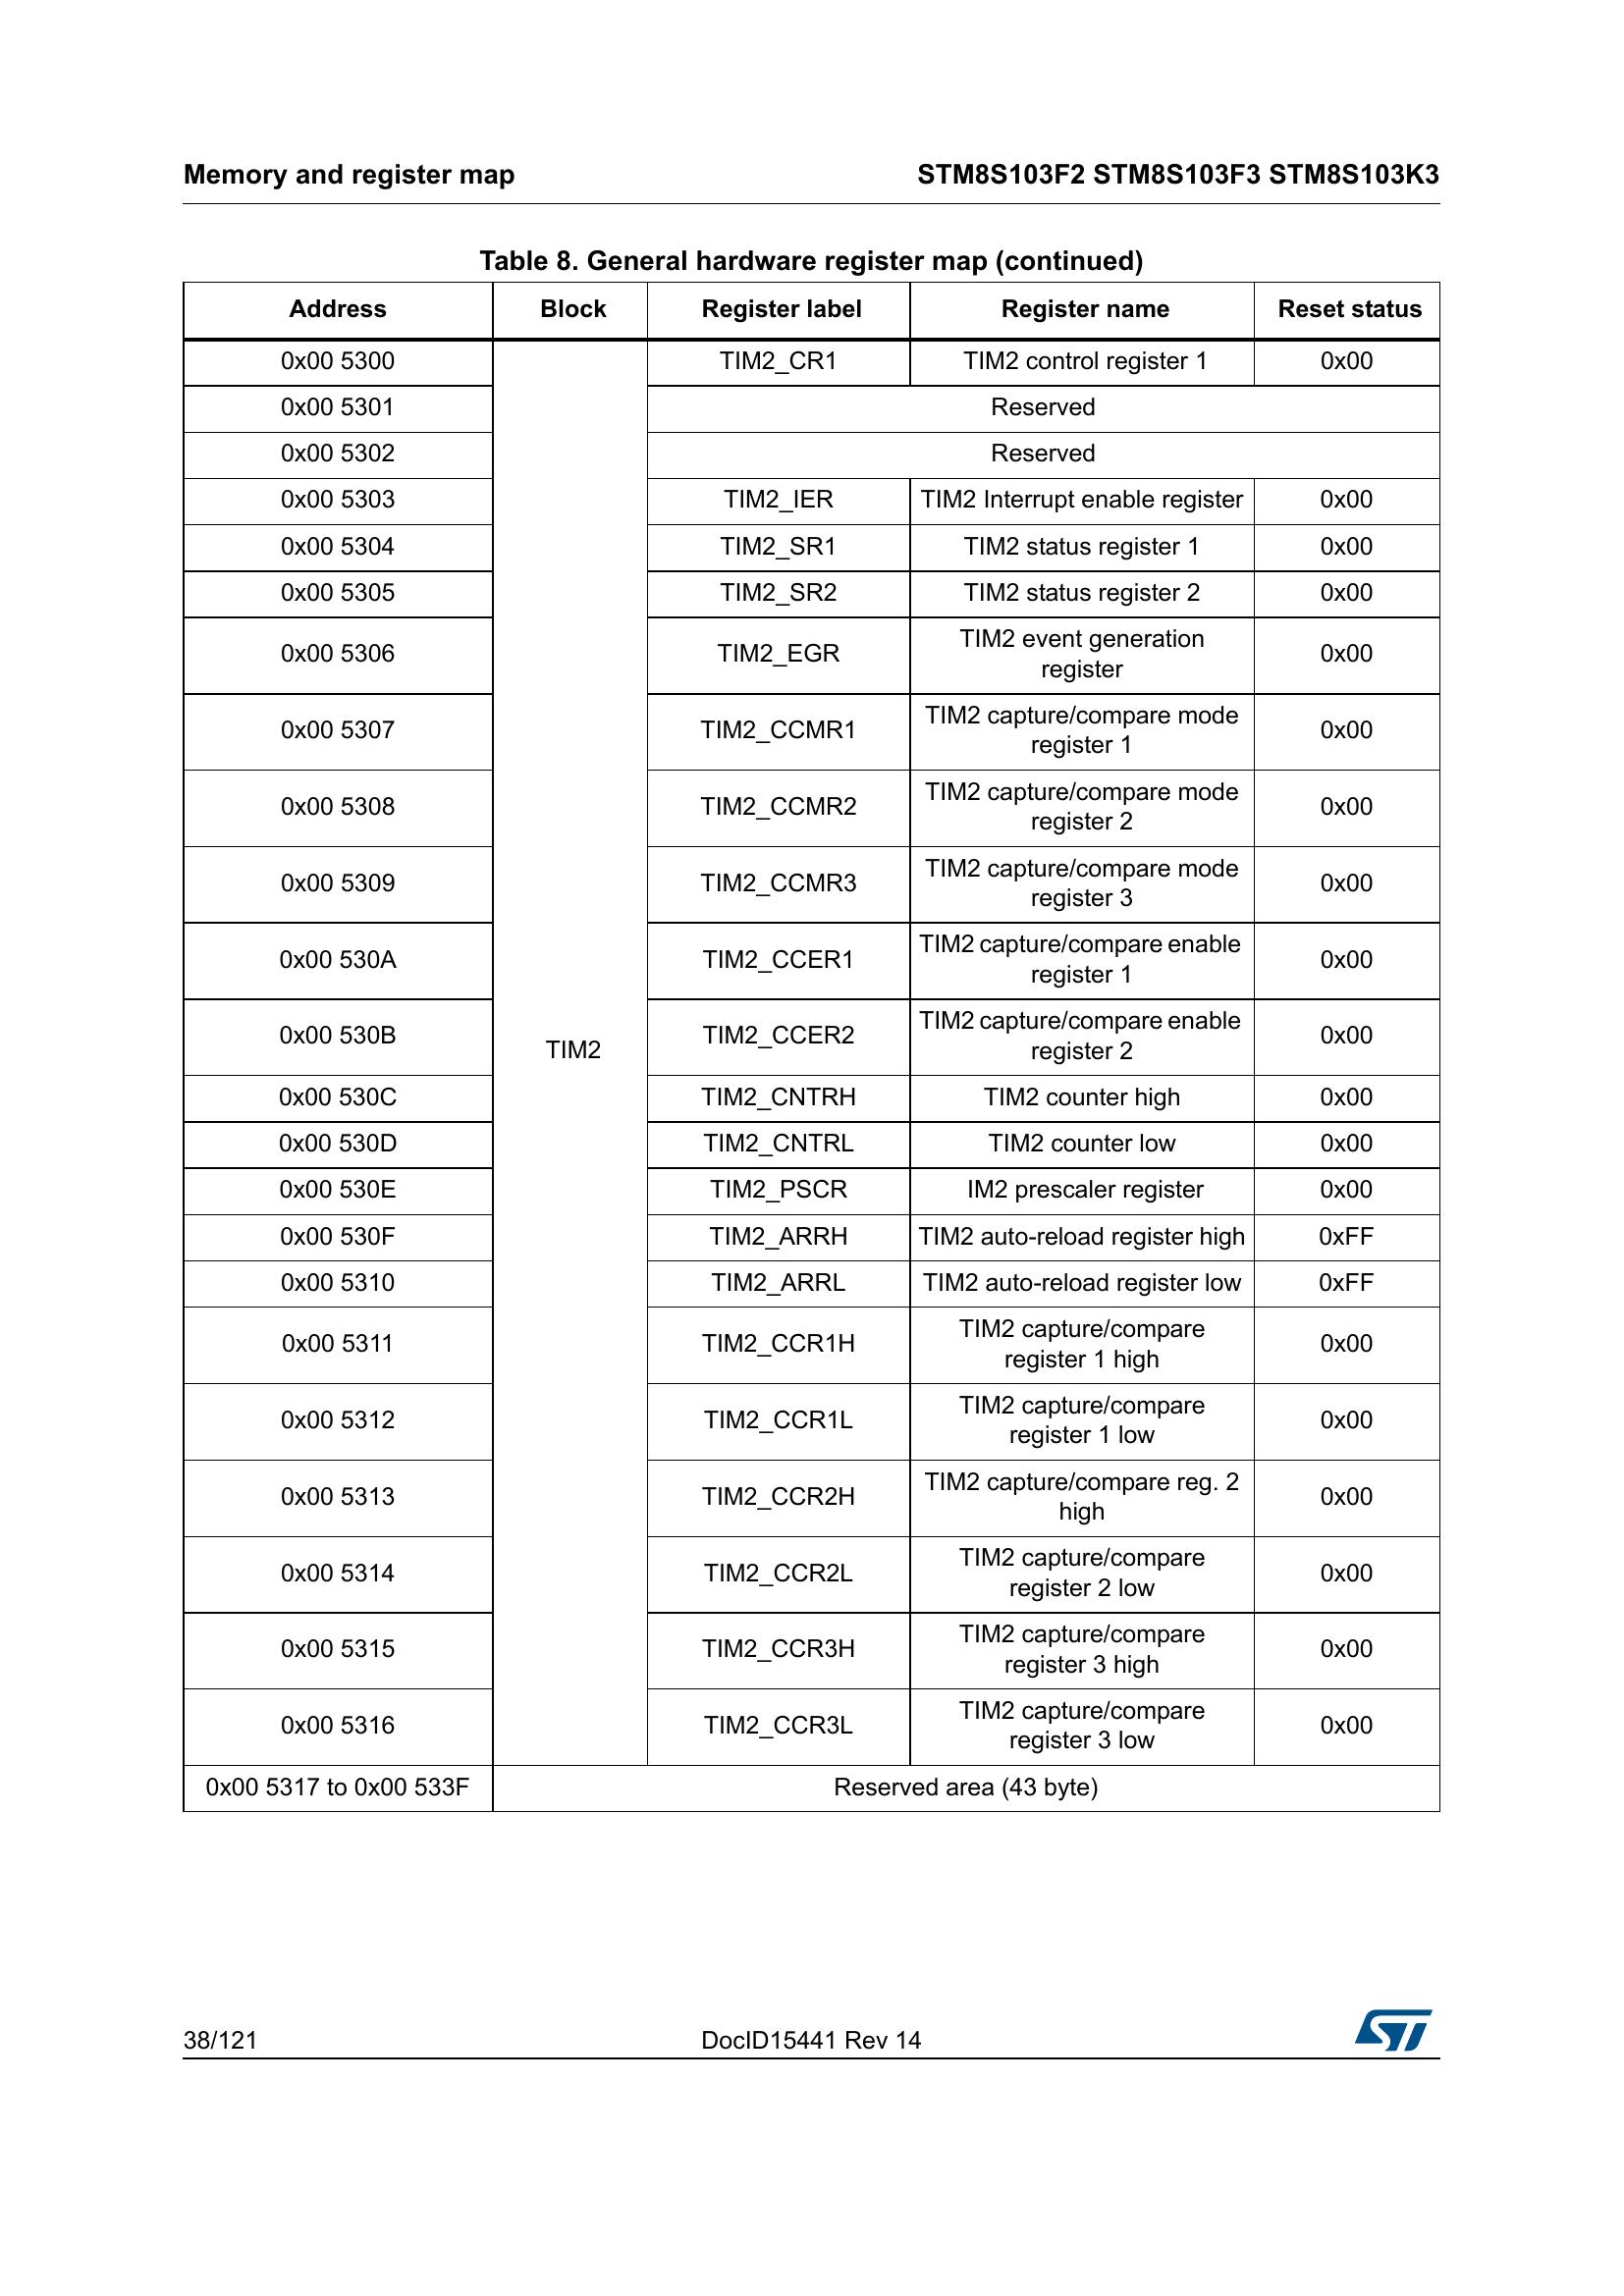 Memory and register map STM8S103F2 STM8S103F3 STM8S103K3
Table 8. General hardware register map (continued)
Address Block Register label Register name Reset status
0x00 5300 TIM2_CR1 TIM2 control register 1 0x00
0x00 5301 Reserved
0x00 5302 Reserved
0x00 5303 TIM2_IER TIM2 Interrupt enable register 0x00
0x00 5304 TIM2_SR1 TIM2 status register 1 0x00
0x00 5305 TIM2_SR2 TIM2 status register 2 0x00
0x00 5306 TIM2_EGR TIM2 event generation
register 0x00
0x00 5307 TIM2_CCMR1 TIM2 capture/compare mode
register 1 0x00
0x00 5308 TIM2_CCMR2 TIM2 capture/compare mode
register 2 0x00
0x00 5309 TIM2_CCMR3 TIM2 capture/compare mode
register 3 0x00
0x00 530A TIM2_CCER1 TIM2 capture/compare enable
register 1 0x00
0x00 530B TIM2_CCER2 TIM2 capture/compare enable
register 2 0x00
TIM2
0x00 530C TIM2_CNTRH TIM2 counter high 0x00
0x00 530D TIM2_CNTRL TIM2 counter low 0x00
0x00 530E TIM2_PSCR IM2 prescaler register 0x00
0x00 530F TIM2_ARRH TIM2 auto-reload register high 0xFF
0x00 5310 TIM2_ARRL TIM2 auto-reload register low 0xFF
0x00 5311 TIM2_CCR1H TIM2 capture/compare
register 1 high 0x00
0x00 5312 TIM2_CCR1L TIM2 capture/compare
register 1 low 0x00
0x00 5313 TIM2_CCR2H TIM2 capture/compare reg. 2
high 0x00
0x00 5314 TIM2_CCR2L TIM2 capture/compare
register 2 low 0x00
0x00 5315 TIM2_CCR3H TIM2 capture/compare
register 3 high 0x00
0x00 5316 TIM2_CCR3L TIM2 capture/compare
register 3 low 0x00
0x00 5317 to 0x00 533F Reserved area (43 byte)
38/121 DocID15441 Rev 14 ST